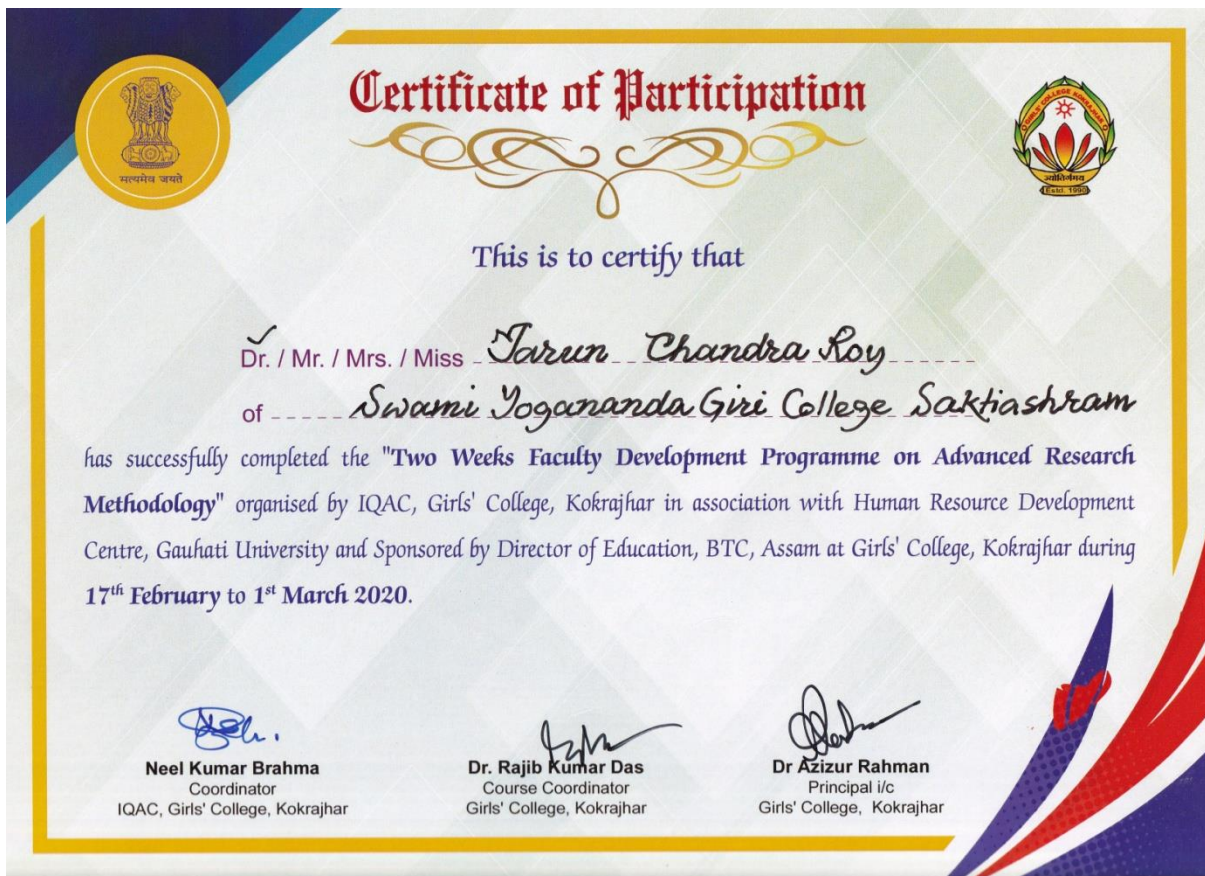 Certificate of Participation
सत्यमेव जयते
GIRLS' COLLEGE KOKRAJHAR
ज्योतिर्गमय
Estd. 1990
This is to certify that
✓
Dr. / Mr. / Mrs. / Miss Tarun Chandra Roy
of Swami Yogananda Giri College Saktiashram
has successfully completed the "Two Weeks Faculty Development Programme on Advanced Research
Methodology" organised by IQAC, Girls' College, Kokrajhar in association with Human Resource Development
Centre, Gauhati University and Sponsored by Director of Education, BTC, Assam at Girls' College, Kokrajhar during
17th February to 1st March 2020.
Neel Kumar Brahma
Coordinator
IQAC, Girls' College, Kokrajhar
Dr. Rajib Kumar Das
Course Coordinator
Girls' College, Kokrajhar
Dr Azizur Rahman
Principal i/c
Girls' College, Kokrajhar